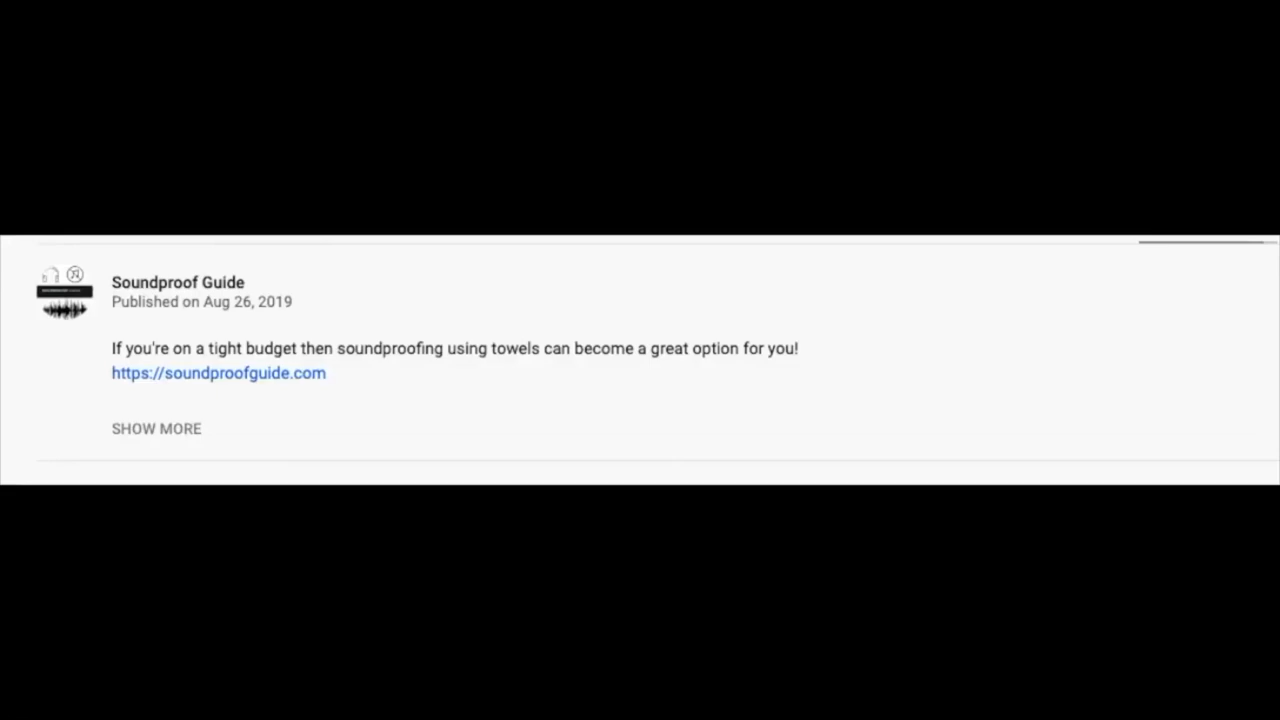 Soundproof Guide
Published on Aug 26, 2019
If you're on a tight budget then soundproofing using towels can become a great option for you!
https://soundproofguide.com
SHOW MORE